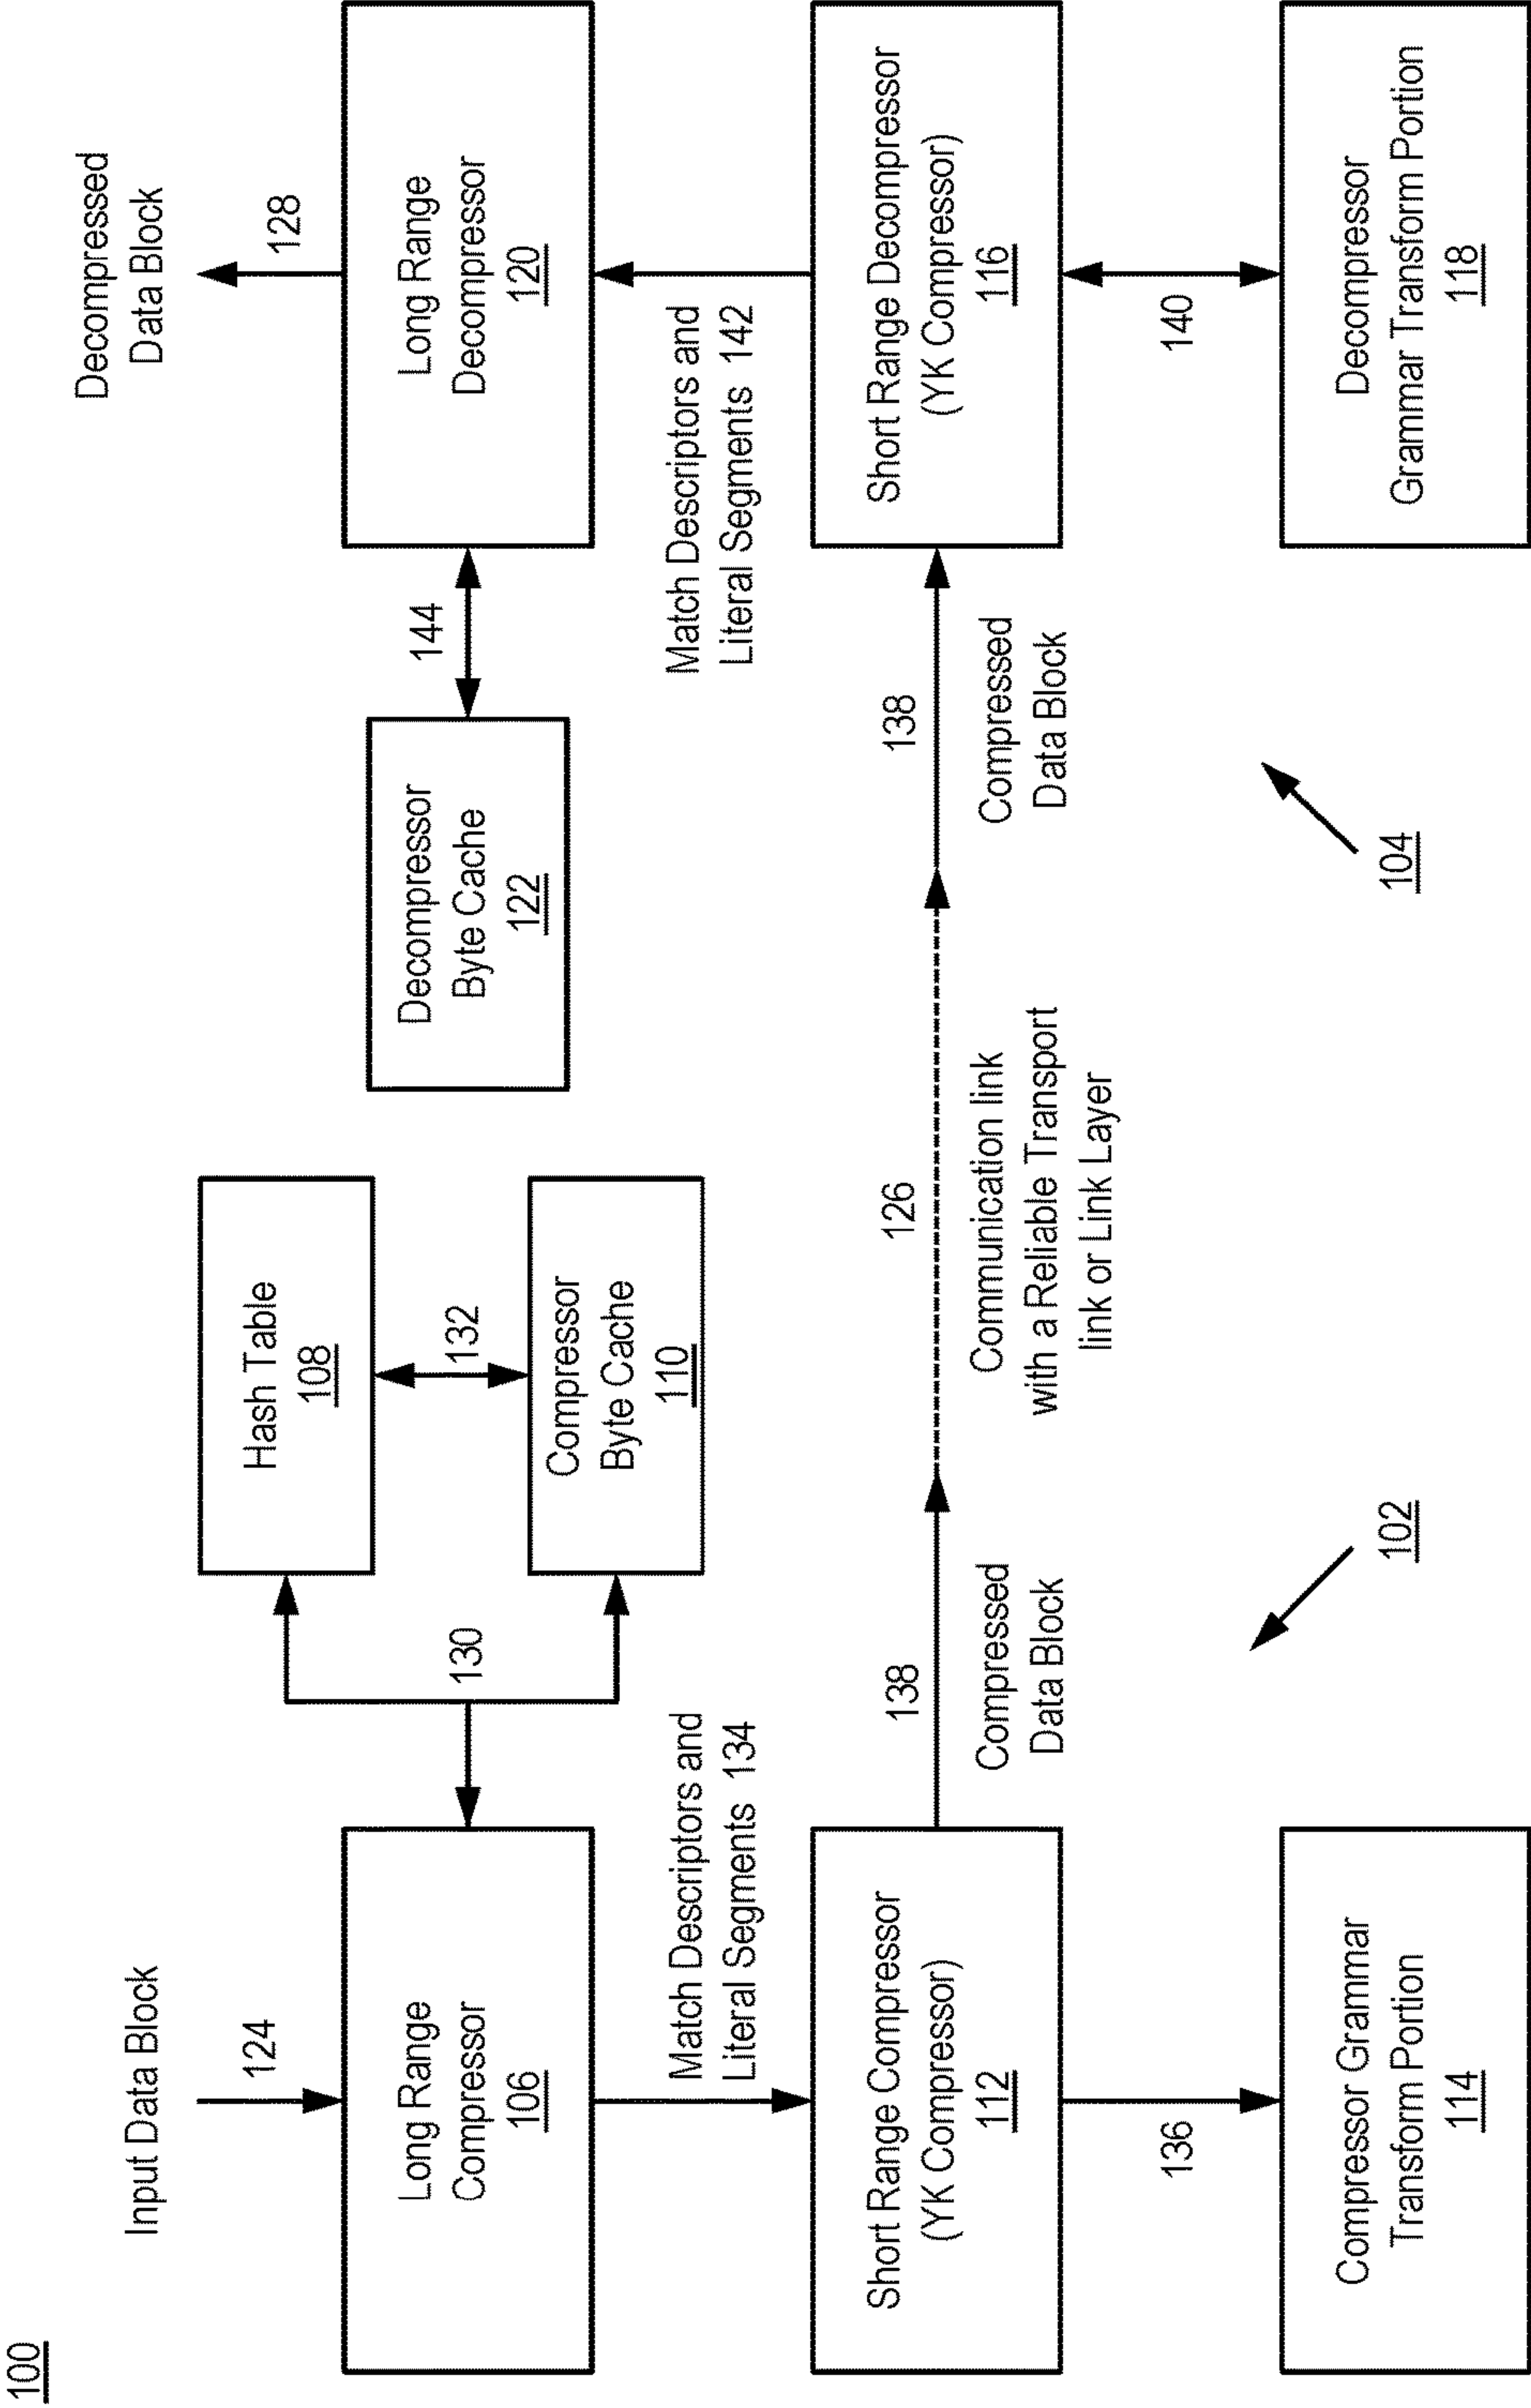 100
Input Data Block
124
Long Range
Compressor
106
130
Hash Table
108
132
Compressor
Byte Cache
110
Match Descriptors and
Literal Segments 134
Short Range Compressor
(YK Compressor)
112
136
Compressor Grammar
Transform Portion
114
138
Compressed
Data Block
102
126
Communication link
with a Reliable Transport
link or Link Layer
138
Compressed
Data Block
104
Decompressed
Data Block
128
Long Range
Decompressor
120
144
Decompressor
Byte Cache
122
Match Descriptors and
Literal Segments 142
Short Range Decompressor
(YK Compressor)
116
140
Decompressor
Grammar Transform Portion
118